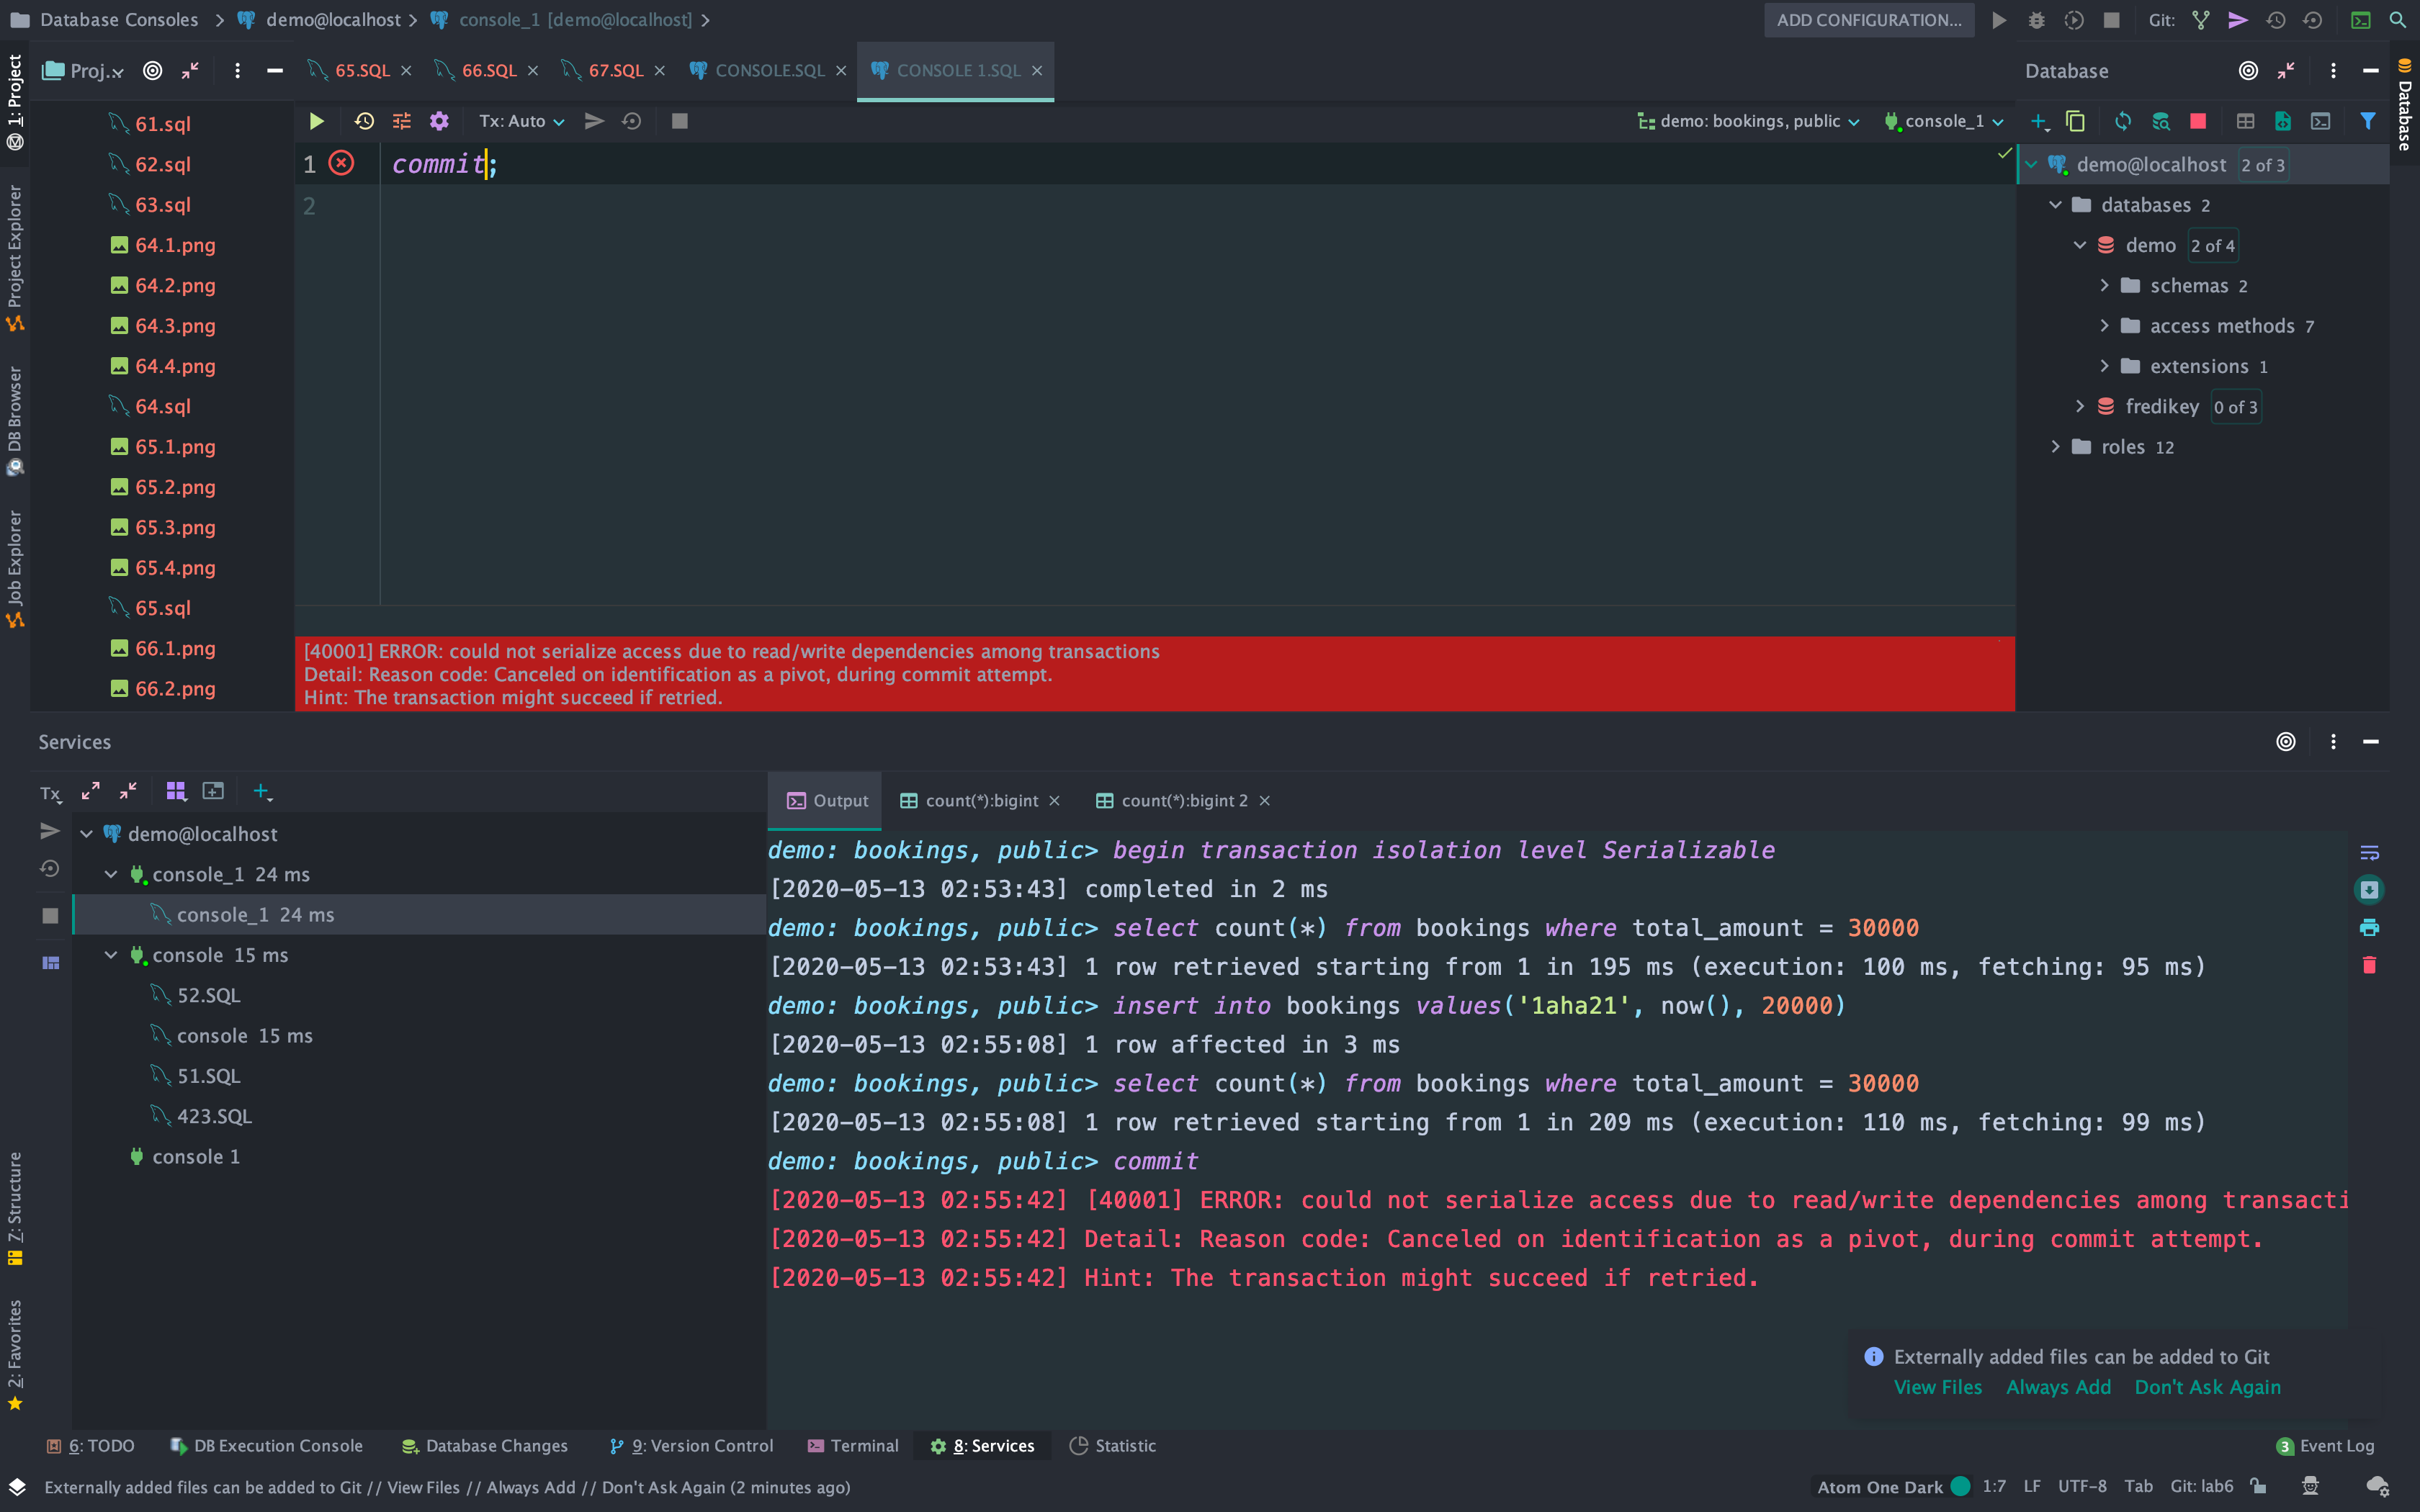 Database Consoles > demo@localhost > console_1 [demo@localhost] >
ADD CONFIGURATION...
Git:
1: Project
Project Explorer
DB Browser
Job Explorer
7: Structure
2: Favorites
Proj...
65.SQL
66.SQL
67.SQL
CONSOLE.SQL
CONSOLE 1.SQL
Database
Database
Tx: Auto
demo: bookings, public
console_1
61.sql
62.sql
63.sql
64.1.png
64.2.png
64.3.png
64.4.png
64.sql
65.1.png
65.2.png
65.3.png
65.4.png
65.sql
66.1.png
66.2.png
1 commit;
2
demo@localhost 2 of 3
databases 2
demo 2 of 4
schemas 2
access methods 7
extensions 1
fredikey 0 of 3
roles 12
[40001] ERROR: could not serialize access due to read/write dependencies among transactions
Detail: Reason code: Canceled on identification as a pivot, during commit attempt.
Hint: The transaction might succeed if retried.
Services
Tx
demo@localhost
console_1 24 ms
console_1 24 ms
console 15 ms
52.SQL
console 15 ms
51.SQL
423.SQL
console 1
Output
count(*):bigint
count(*):bigint 2
demo: bookings, public> begin transaction isolation level Serializable
[2020-05-13 02:53:43] completed in 2 ms
demo: bookings, public> select count(*) from bookings where total_amount = 30000
[2020-05-13 02:53:43] 1 row retrieved starting from 1 in 195 ms (execution: 100 ms, fetching: 95 ms)
demo: bookings, public> insert into bookings values('1aha21', now(), 20000)
[2020-05-13 02:55:08] 1 row affected in 3 ms
demo: bookings, public> select count(*) from bookings where total_amount = 30000
[2020-05-13 02:55:08] 1 row retrieved starting from 1 in 209 ms (execution: 110 ms, fetching: 99 ms)
demo: bookings, public> commit
[2020-05-13 02:55:42] [40001] ERROR: could not serialize access due to read/write dependencies among transacti
[2020-05-13 02:55:42] Detail: Reason code: Canceled on identification as a pivot, during commit attempt.
[2020-05-13 02:55:42] Hint: The transaction might succeed if retried.
Externally added files can be added to Git
View Files Always Add Don't Ask Again
6: TODO
DB Execution Console
Database Changes
9: Version Control
Terminal
8: Services
Statistic
3 Event Log
Externally added files can be added to Git // View Files // Always Add // Don't Ask Again (2 minutes ago)
Atom One Dark 1:7 LF UTF-8 Tab Git: lab6